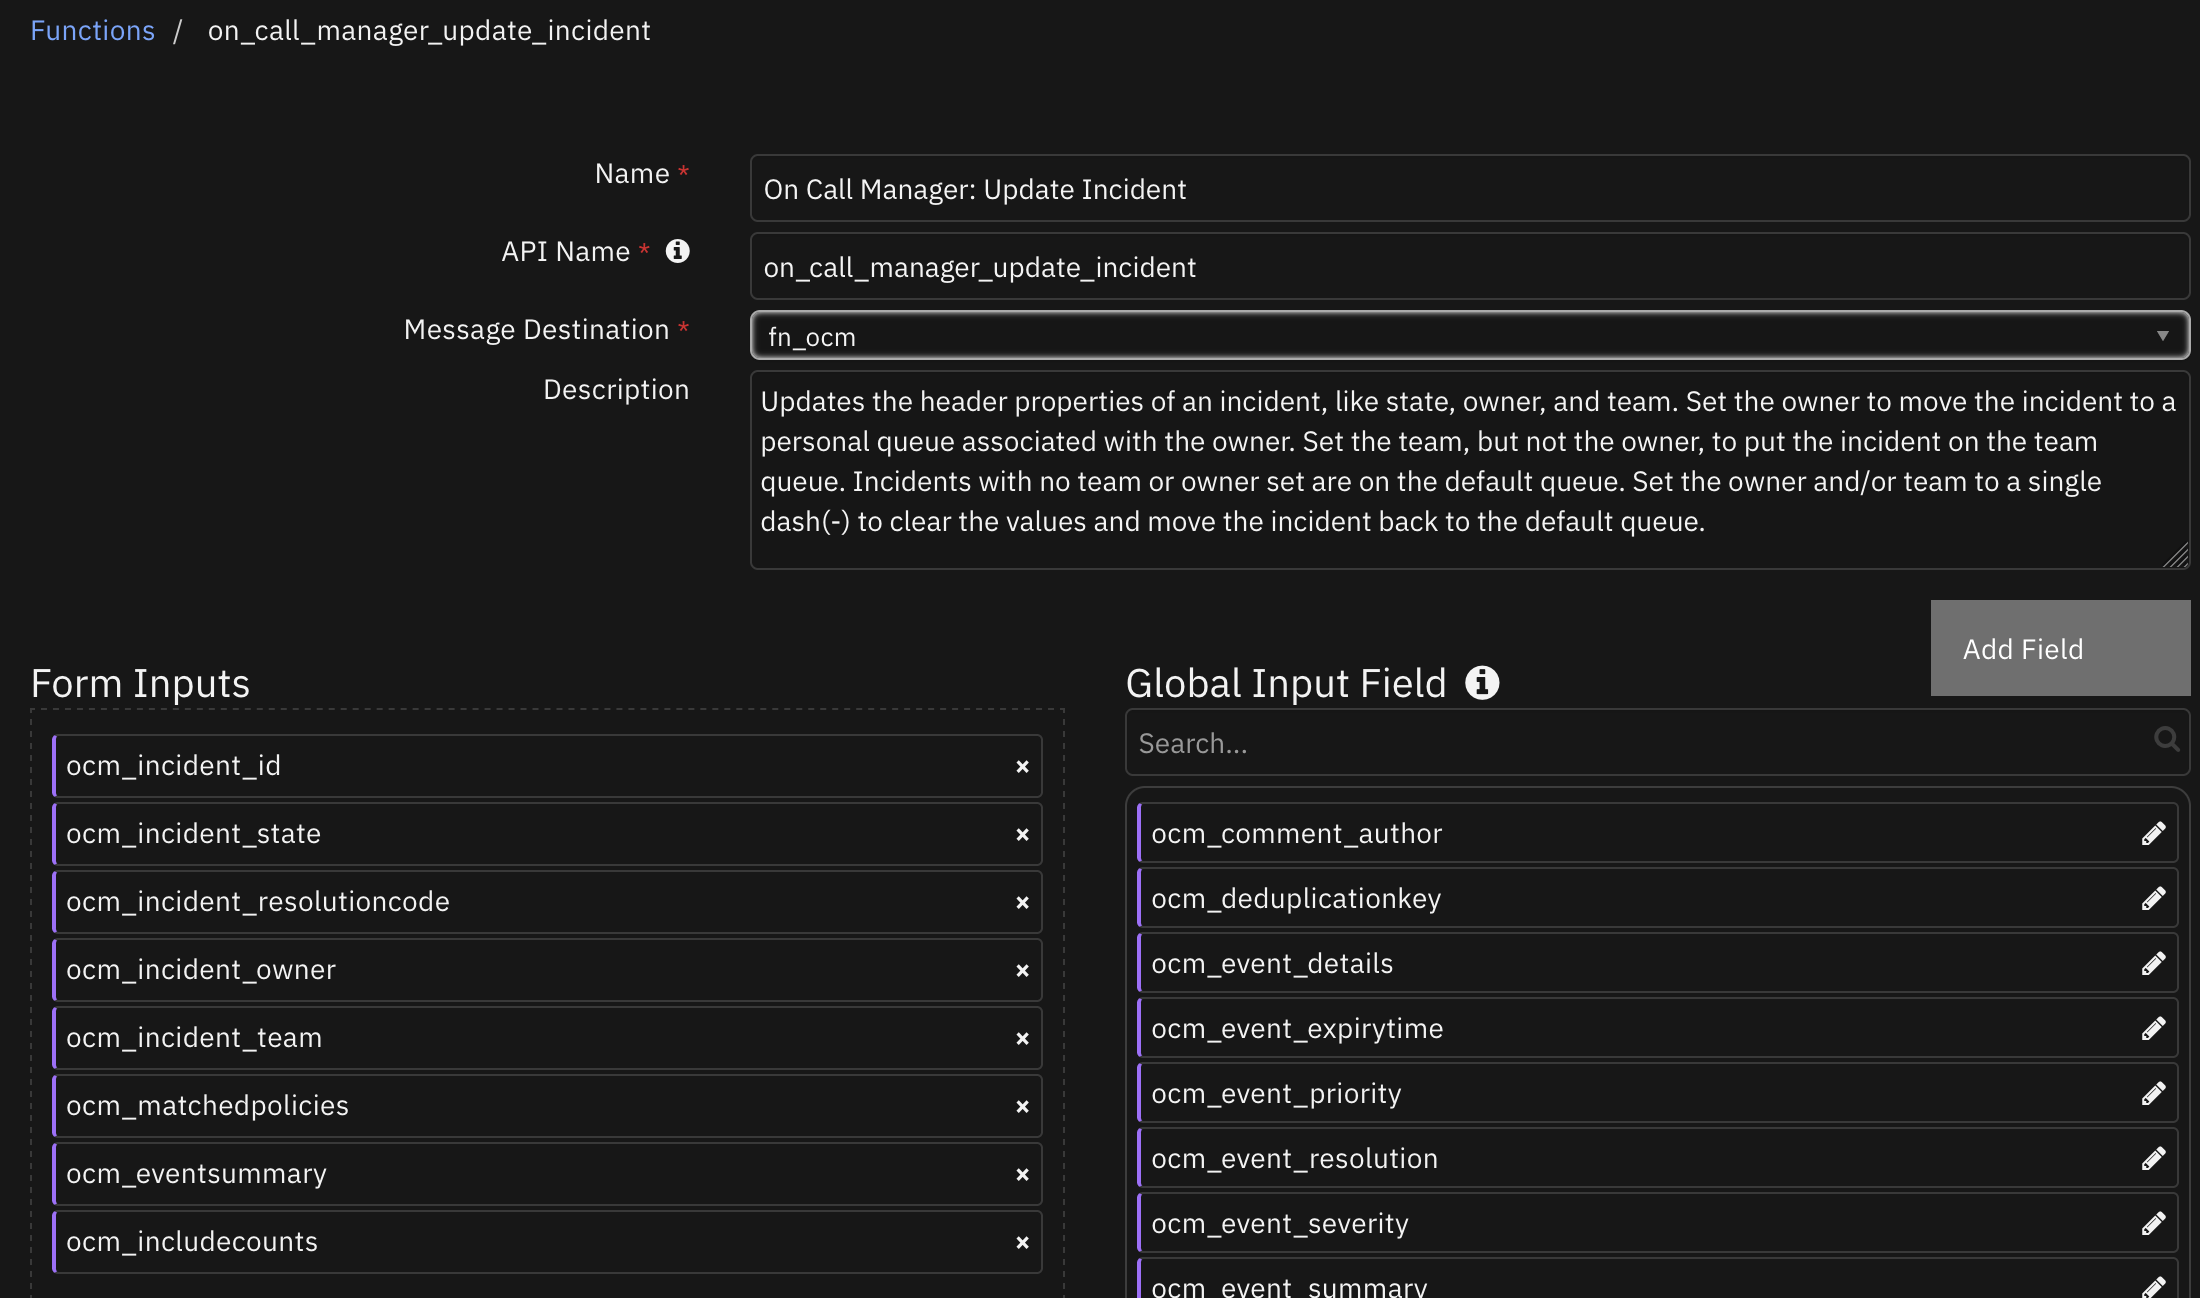 Functions / on_call_manager_update_incident
Name *
On Call Manager: Update Incident
API Name *
on_call_manager_update_incident
Message Destination *
fn_ocm
Description
Updates the header properties of an incident, like state, owner, and team. Set the owner to move the incident to a
personal queue associated with the owner. Set the team, but not the owner, to put the incident on the team
queue. Incidents with no team or owner set are on the default queue. Set the owner and/or team to a single
dash(-) to clear the values and move the incident back to the default queue.
Add Field
Form Inputs
ocm_incident_id
ocm_incident_state
ocm_incident_resolutioncode
ocm_incident_owner
ocm_incident_team
ocm_matchedpolicies
ocm_eventsummary
ocm_includecounts
Global Input Field
Search...
ocm_comment_author
ocm_deduplicationkey
ocm_event_details
ocm_event_expirytime
ocm_event_priority
ocm_event_resolution
ocm_event_severity
ocm_event_summary